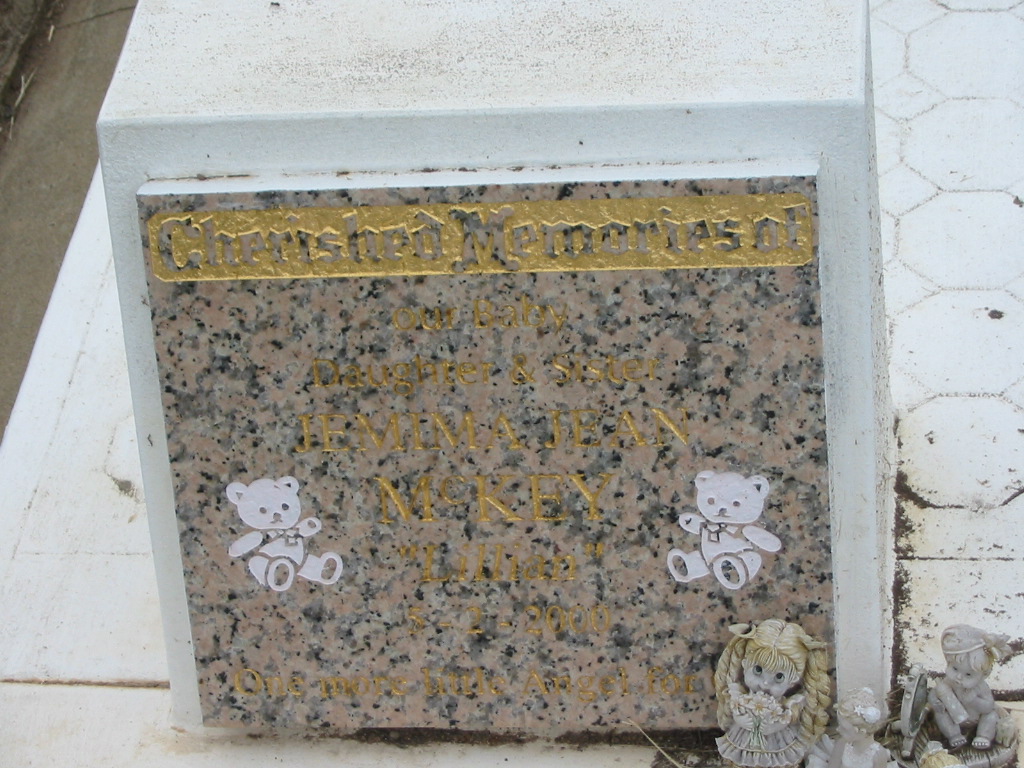 Cherished Memories of
our Baby
Daughter & Sister
JEMIMA JEAN
McKEY
"Lillian"
5 - 2 - 2000
One more little Angel for